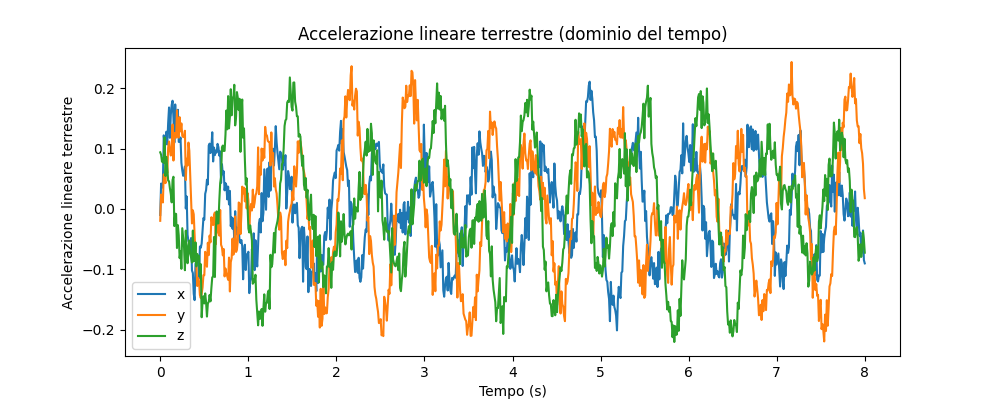 Accelerazione lineare terrestre (dominio del tempo)
Accelerazione lineare terrestre
0.2
0.1
0.0
−0.1
−0.2
x
y
z
0 1 2 3 4 5 6 7 8
Tempo (s)